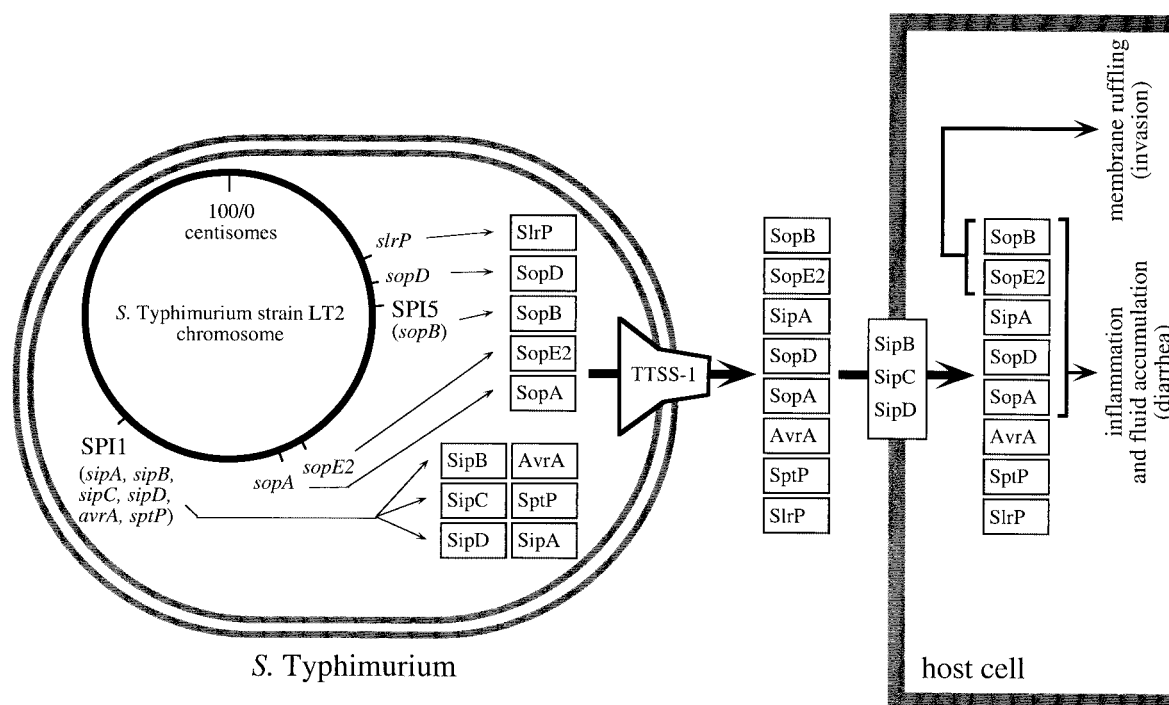 100/0
centisomes
S. Typhimurium strain LT2
chromosome
slrP
sopD
SPI5
(sopB)
sopE2
sopA
SPI1
(sipA, sipB,
sipC, sipD,
avrA, sptP)
SlrP
SopD
SopB
SopE2
SopA
SipB AvrA
SipC SptP
SipD SipA
TTSS-1
S. Typhimurium
SopB
SopE2
SipA
SopD
SopA
AvrA
SptP
SlrP
SipB
SipC
SipD
SopB
SopE2
SipA
SopD
SopA
AvrA
SptP
SlrP
membrane ruffling
(invasion)
inflammation
and fluid accumulation
(diarrhea)
host cell